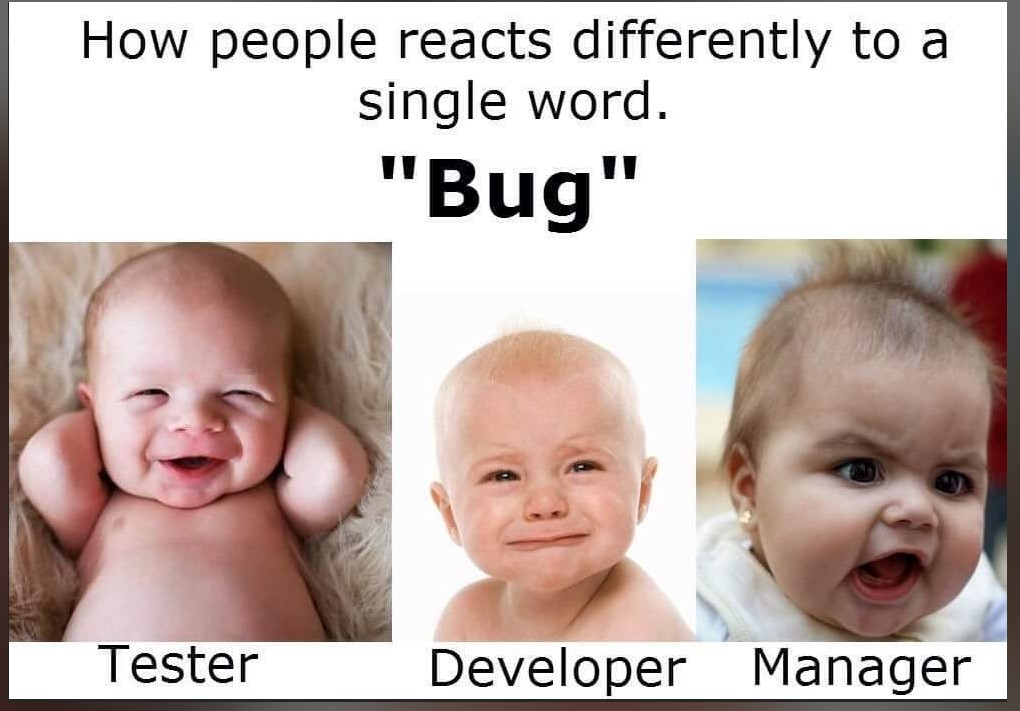 How people reacts differently to a
single word.
"Bug"
Tester
Developer
Manager